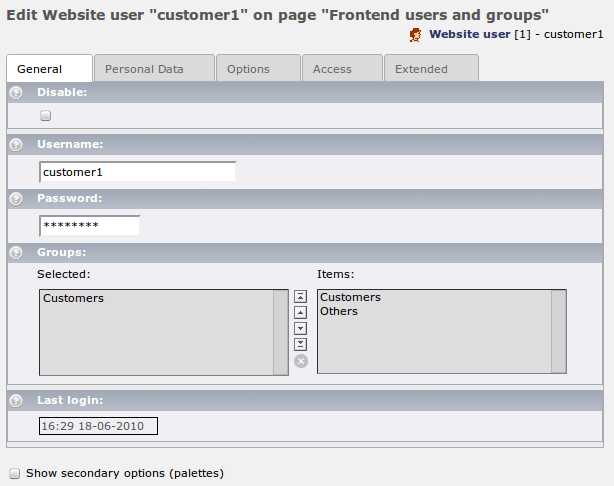 Edit Website user "customer1" on page "Frontend users and groups"
Website user [1] - customer1
General Personal Data Options Access Extended
Disable:
Username:
customer1
Password:
********
Groups:
Selected: Items:
Customers Customers
Others
Last login:
16:29 18-06-2010
Show secondary options (palettes)